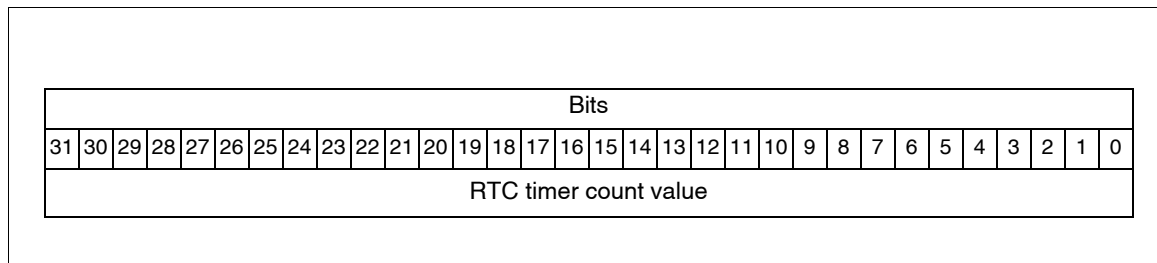 Bits
31 30 29 28 27 26 25 24 23 22 21 20 19 18 17 16 15 14 13 12 11 10 9 8 7 6 5 4 3 2 1 0
RTC timer count value